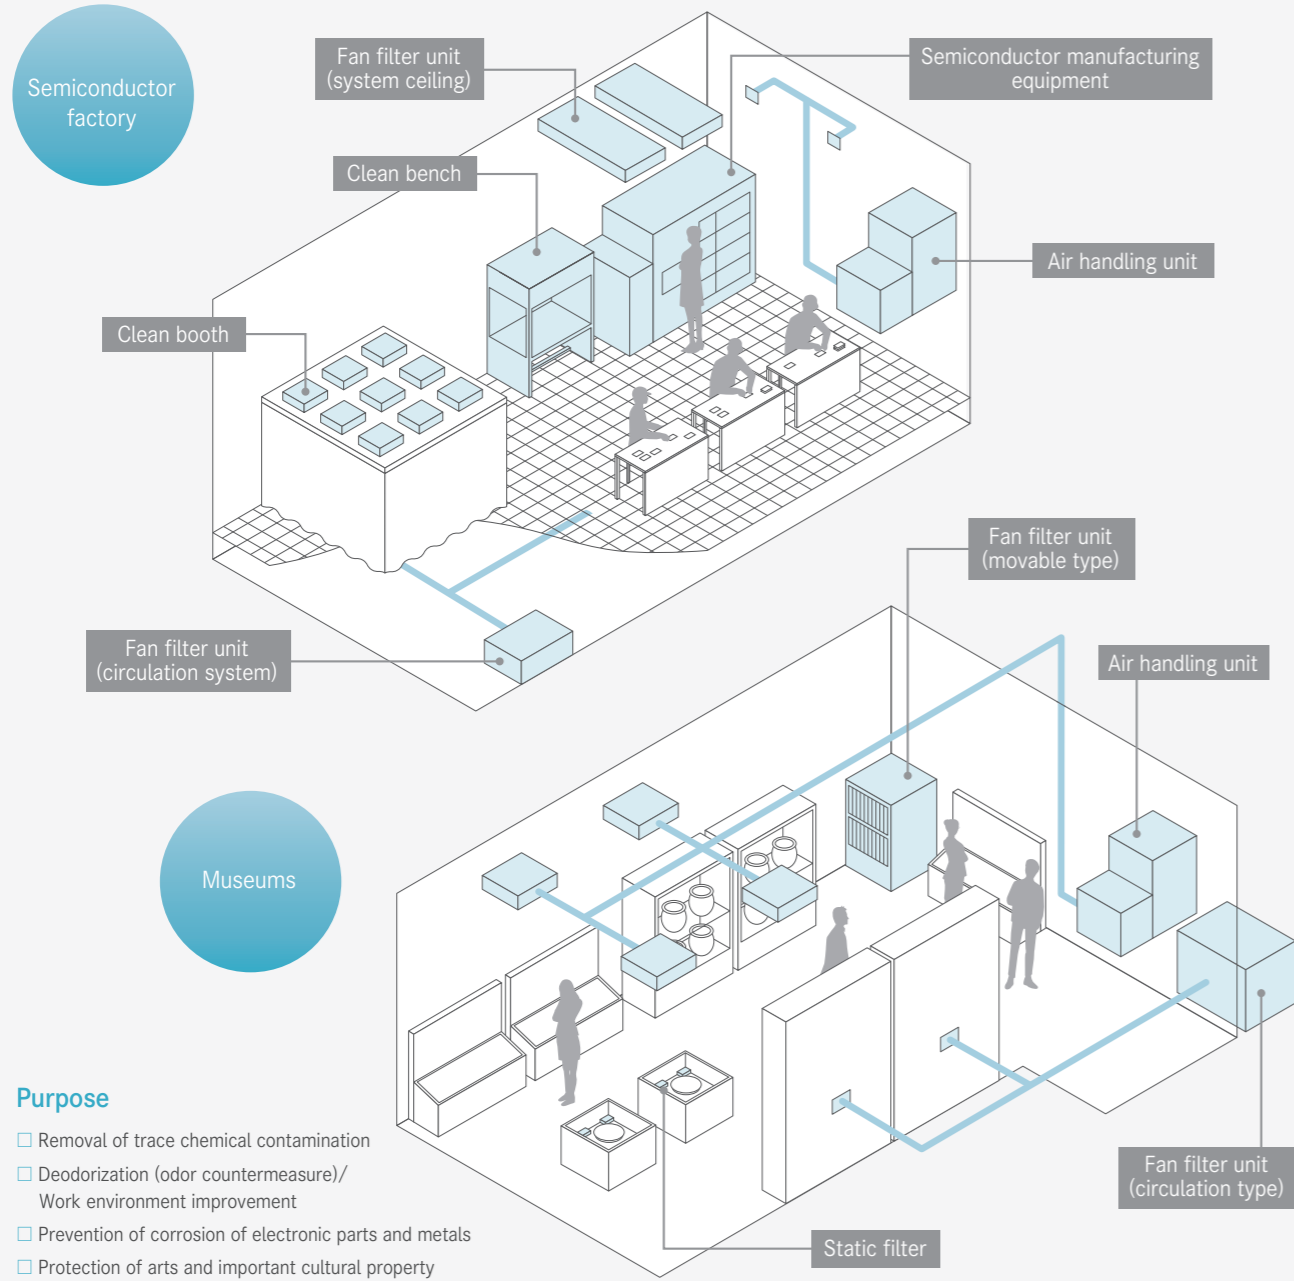 Semiconductor
factory
Fan filter unit
(system ceiling)
Semiconductor manufacturing
equipment
Clean bench
Air handling unit
Clean booth
Fan filter unit
(circulation system)
Fan filter unit
(movable type)
Air handling unit
Museums
Fan filter unit
(circulation type)
Static filter
Purpose
□ Removal of trace chemical contamination
□ Deodorization (odor countermeasure)/
Work environment improvement
□ Prevention of corrosion of electronic parts and metals
□ Protection of arts and important cultural property